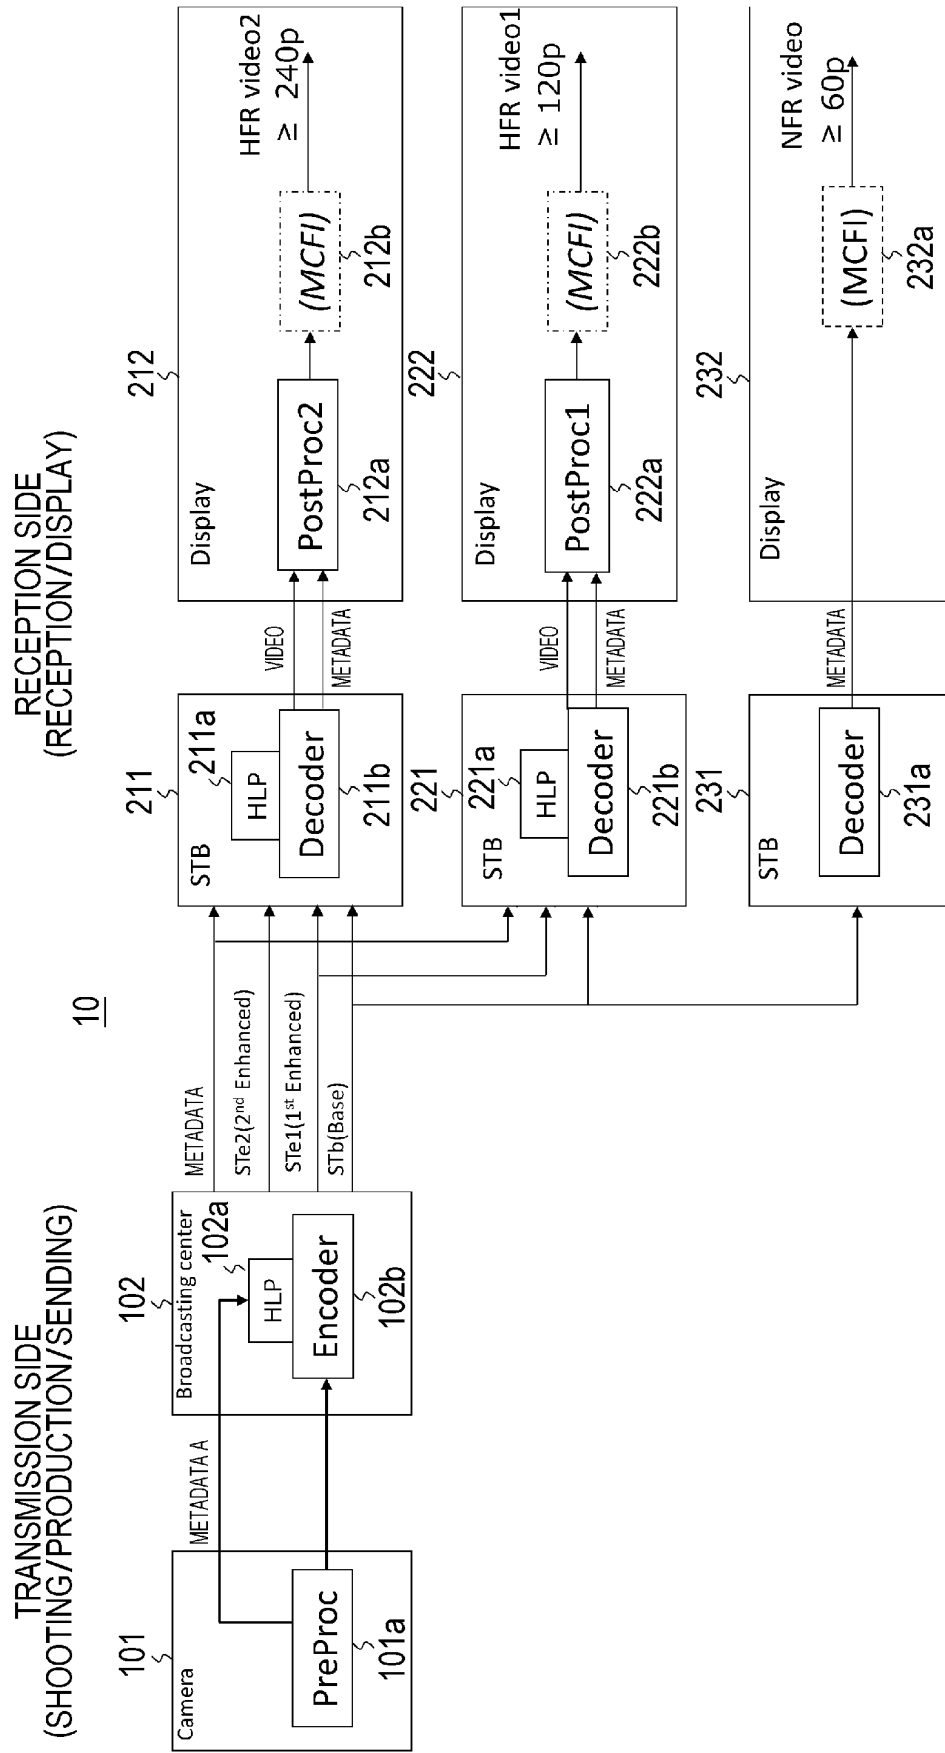 10
TRANSMISSION SIDE
(SHOOTING/PRODUCTION/SENDING)
RECEPTION SIDE
(RECEPTION/DISPLAY)
101
Camera
PreProc
101a
METADATA A
102
Broadcasting center
102a
HLP
Encoder
102b
METADATA
STe2(2nd Enhanced)
STe1(1st Enhanced)
STb(Base)
211
STB
211a
HLP
Decoder
211b
VIDEO
METADATA
212
Display
PostProc2
212a
(MCFI)
212b
HFR video2
≥ 240p
221
STB
221a
HLP
Decoder
221b
VIDEO
METADATA
222
Display
PostProc1
222a
(MCFI)
222b
HFR video1
≥ 120p
231
STB
Decoder
231a
METADATA
232
Display
(MCFI)
232a
NFR video
≥ 60p